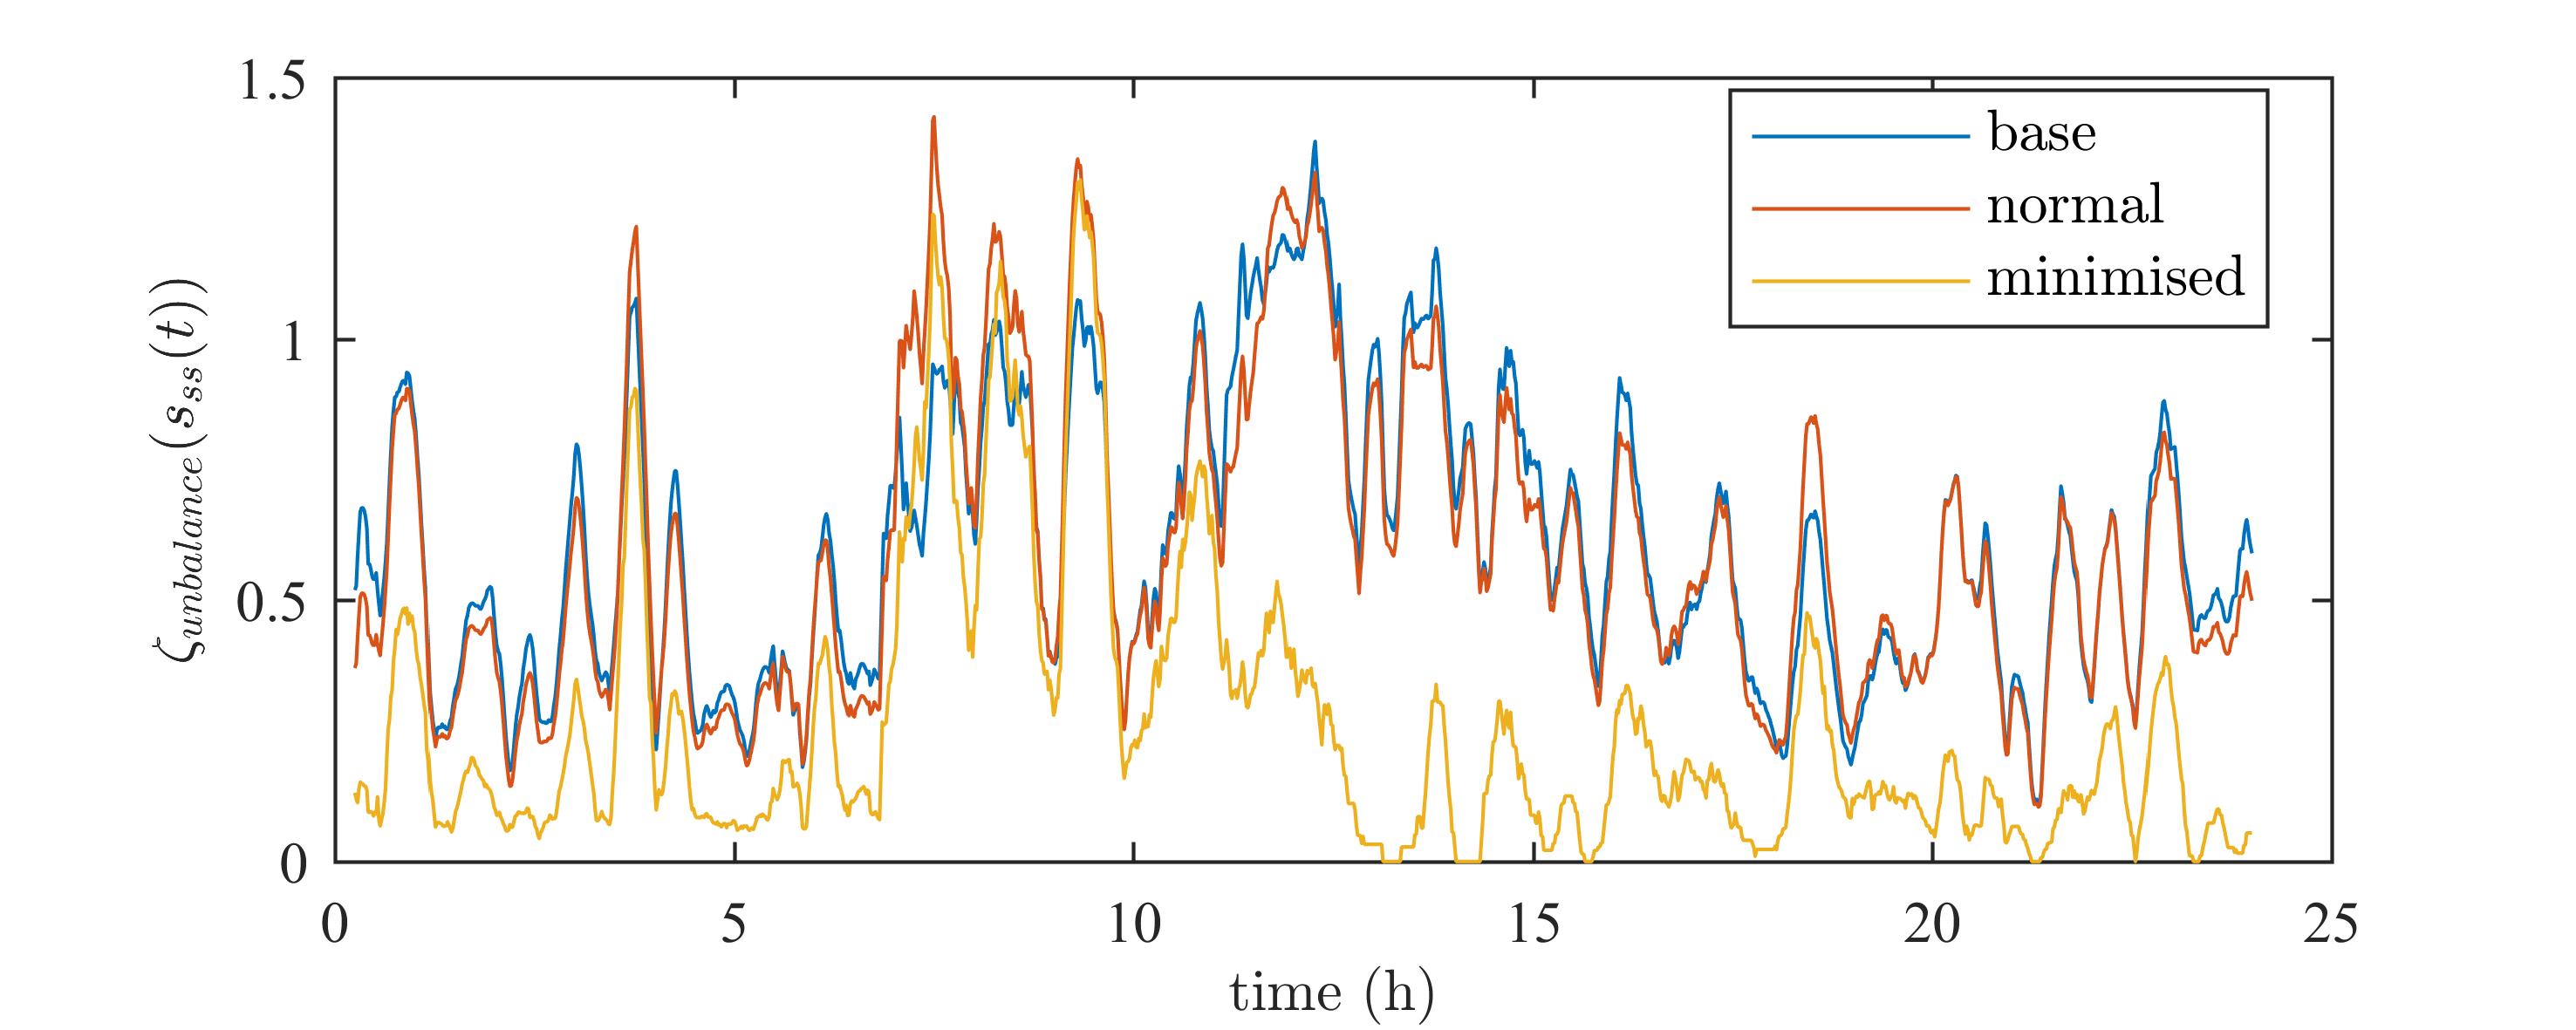 1.5
1
0.5
0
ζunbalance(sss(t))
base
normal
minimised
0 5 10 15 20 25
time (h)